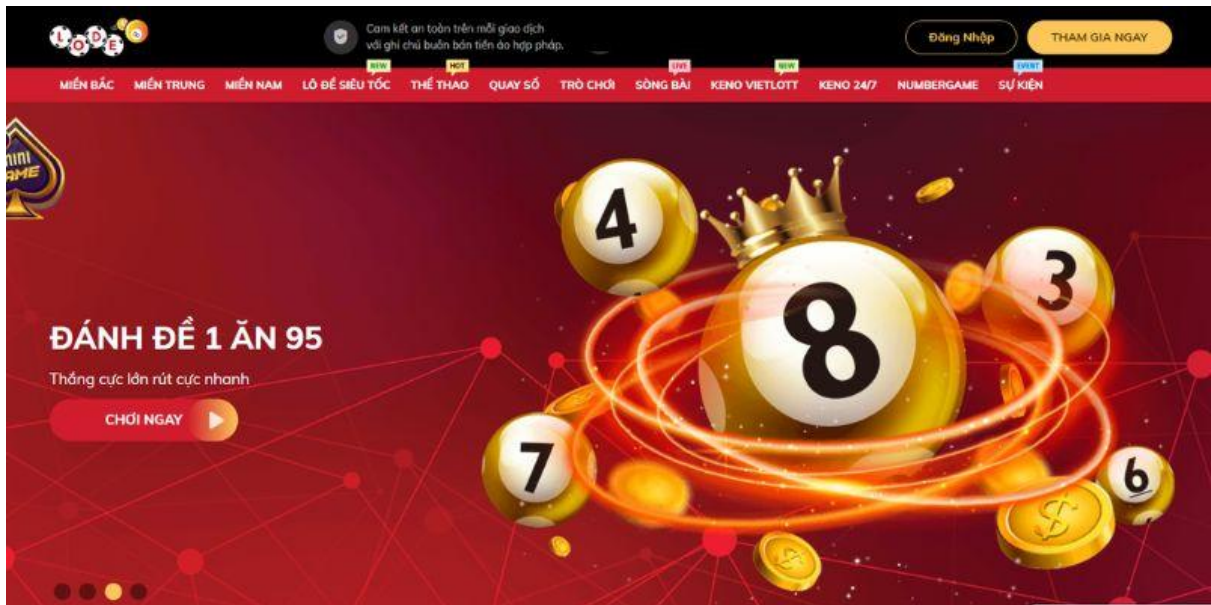 LODE
Cam kết an toàn trên mỗi giao dịch
với ghi chú buôn bán tiền ảo hợp pháp.
Đăng Nhập
THAM GIA NGAY
NEW
HOT
LIVE
NEW
EVENT
MIỀN BẮC MIỀN TRUNG MIỀN NAM LÔ ĐỀ SIÊU TỐC THỂ THAO QUAY SỐ TRÒ CHƠI SÒNG BÀI KENO VIETLOTT KENO 24/7 NUMBERGAME SỰ KIỆN
mini
GAME
4
3
8
ĐÁNH ĐỀ 1 ĂN 95
Thắng cực lớn rút cực nhanh
CHƠI NGAY
7
6
$